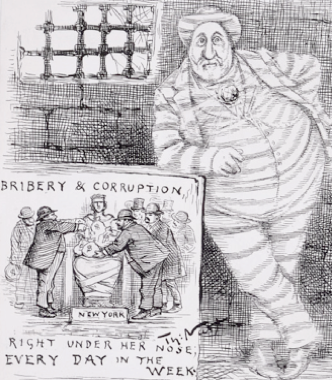 BRIBERY & CORRUPTION,
NEW YORK
Th: Nast
RIGHT UNDER HER NOSE;
EVERY DAY IN THE
WEEK.